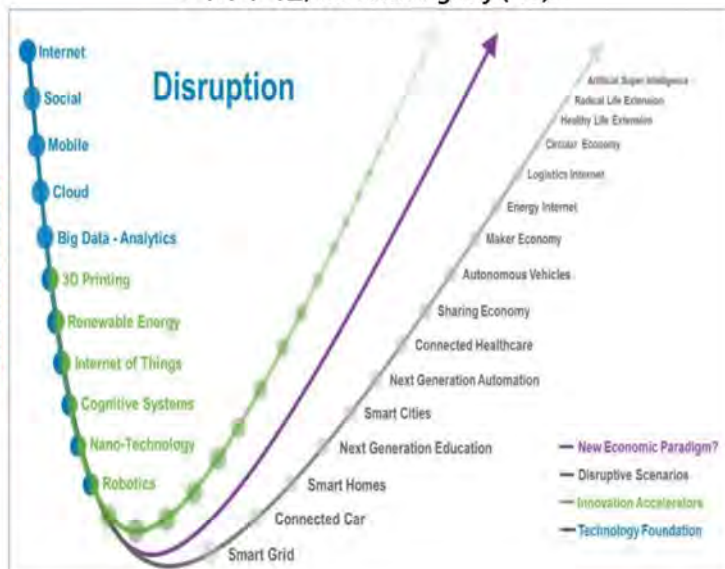 Disruption
Internet
Social
Mobile
Cloud
Big Data - Analytics
3D Printing
Renewable Energy
Internet of Things
Cognitive Systems
Nano-Technology
Robotics
Artificial Super Intelligence
Radical Life Extension
Healthy Life Extension
Circular Economy
Logistics Internet
Energy Internet
Maker Economy
Autonomous Vehicles
Sharing Economy
Connected Healthcare
Next Generation Automation
Smart Cities
Next Generation Education
Smart Homes
Connected Car
Smart Grid
New Economic Paradigm?
Disruptive Scenarios
Innovation Accelerators
Technology Foundation